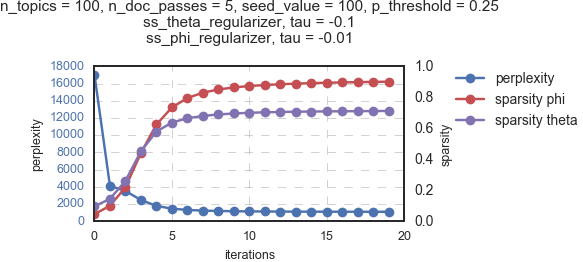 n_topics = 100, n_doc_passes = 5, seed_value = 100, p_threshold = 0.25
ss_theta_regularizer, tau = -0.1
ss_phi_regularizer, tau = -0.01
18000
16000
14000
12000
10000
8000
6000
4000
2000
0
perplexity
0
5
10
15
20
iterations
1.0
0.8
0.6
0.4
0.2
0.0
sparsity
perplexity
sparsity phi
sparsity theta